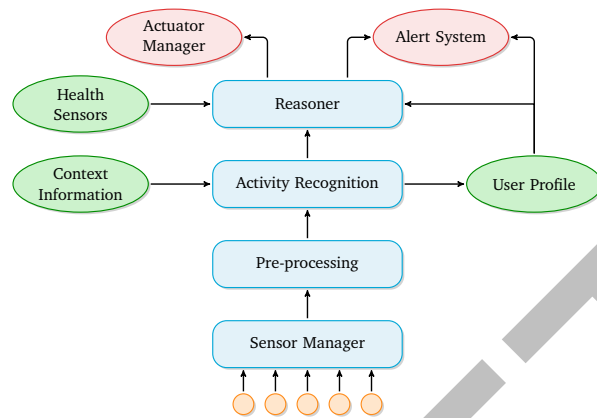 Actuator
Manager
Alert System
Health
Sensors
Reasoner
Context
Information
Activity Recognition
User Profile
Pre-processing
Sensor Manager